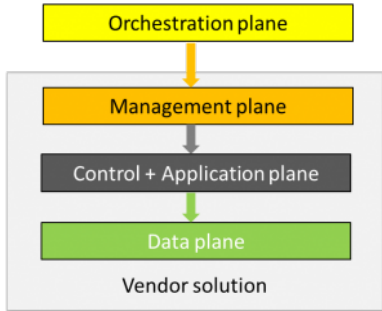 Orchestration plane
Management plane
Control + Application plane
Data plane
Vendor solution